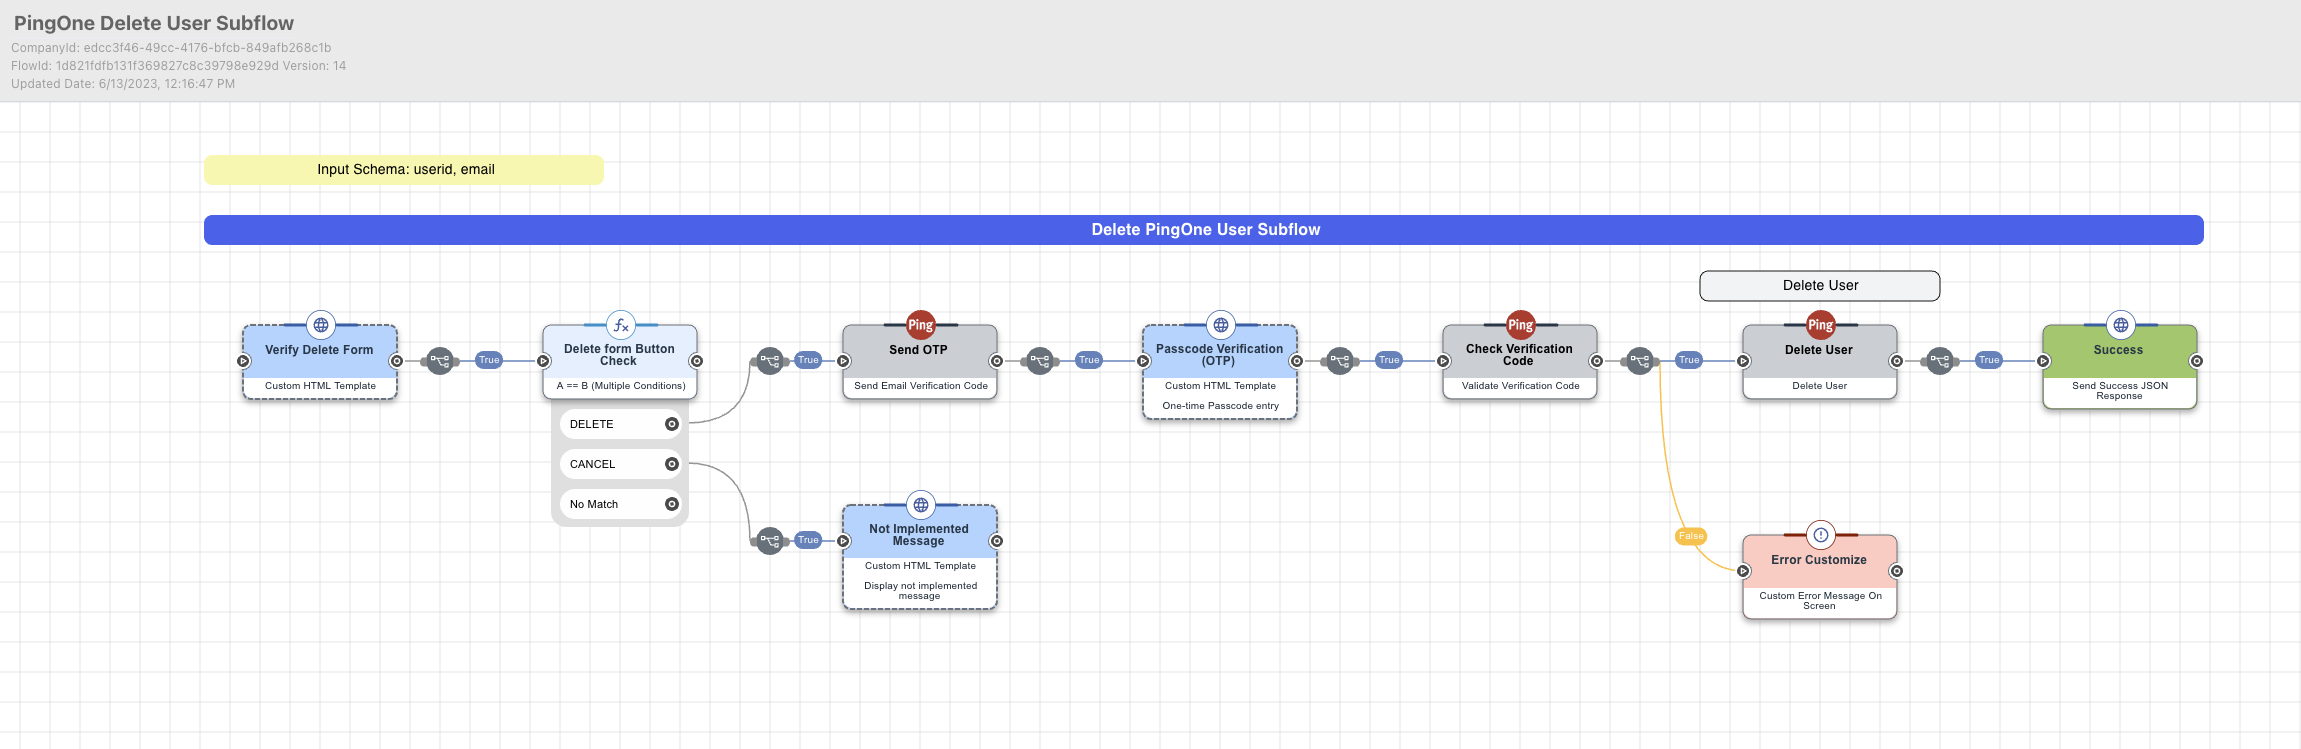 PingOne Delete User Subflow
CompanyId: edcc3f46-49cc-4176-bfcb-849afb268c1b
FlowId: 1d821fdfb131f369827c8c39798e929d Version: 14
Updated Date: 6/13/2023, 12:16:47 PM
Input Schema: userid, email
Delete PingOne User Subflow
Delete User
Verify Delete Form
Custom HTML Template
True
Delete form Button
Check
A == B (Multiple Conditions)
DELETE
CANCEL
No Match
True
Ping
Send OTP
Send Email Verification Code
True
Passcode Verification
(OTP)
Custom HTML Template
One-time Passcode entry
True
Ping
Check Verification
Code
Validate Verification Code
True
Ping
Delete User
Delete User
True
Success
Send Success JSON
Response
True
Not Implemented
Message
Custom HTML Template
Display not implemented
message
False
Error Customize
Custom Error Message On
Screen